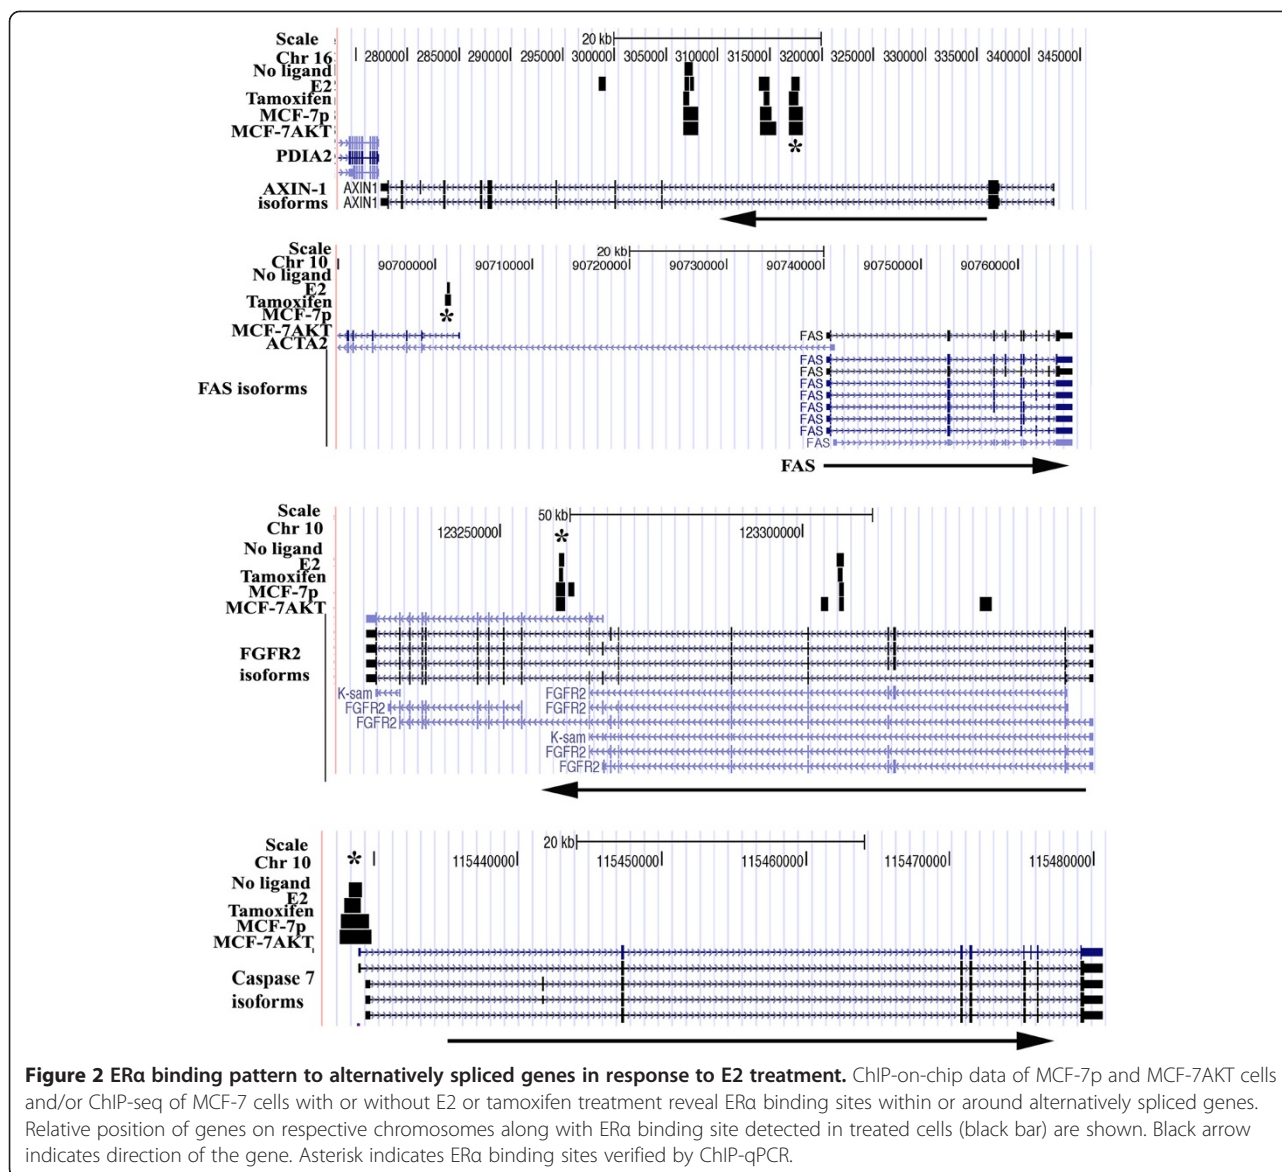 Scale 20 kb
Chr 16 280000 285000 290000 295000 300000 305000 310000 315000 320000 325000 330000 335000 340000 345000
No ligand
E2
Tamoxifen
MCF-7p
MCF-7AKT
*
PDIA2
AXIN-1 AXIN1
isoforms AXIN1
Scale 20 kb
Chr 10 90700000 90710000 90720000 90730000 90740000 90750000 90760000
No ligand
E2
Tamoxifen
MCF-7p *
MCF-7AKT FAS
ACTA2
FAS
FAS
FAS isoforms FAS
FAS
FAS
FAS
FAS
FAS
FAS
Scale 50 kb
Chr 10 123250000 * 123300000
No ligand
E2
Tamoxifen
MCF-7p
MCF-7AKT
FGFR2
isoforms
K-sam FGFR2
FGFR2 FGFR2
FGFR2
K-sam
FGFR2
FGFR2
Scale 20 kb
Chr 10 * 115440000 115450000 115460000 115470000 115480000
No ligand
E2
Tamoxifen
MCF-7p
MCF-7AKT
Caspase 7
isoforms
Figure 2 ERα binding pattern to alternatively spliced genes in response to E2 treatment. ChIP-on-chip data of MCF-7p and MCF-7AKT cells
and/or ChIP-seq of MCF-7 cells with or without E2 or tamoxifen treatment reveal ERα binding sites within or around alternatively spliced genes.
Relative position of genes on respective chromosomes along with ERα binding site detected in treated cells (black bar) are shown. Black arrow
indicates direction of the gene. Asterisk indicates ERα binding sites verified by ChIP-qPCR.